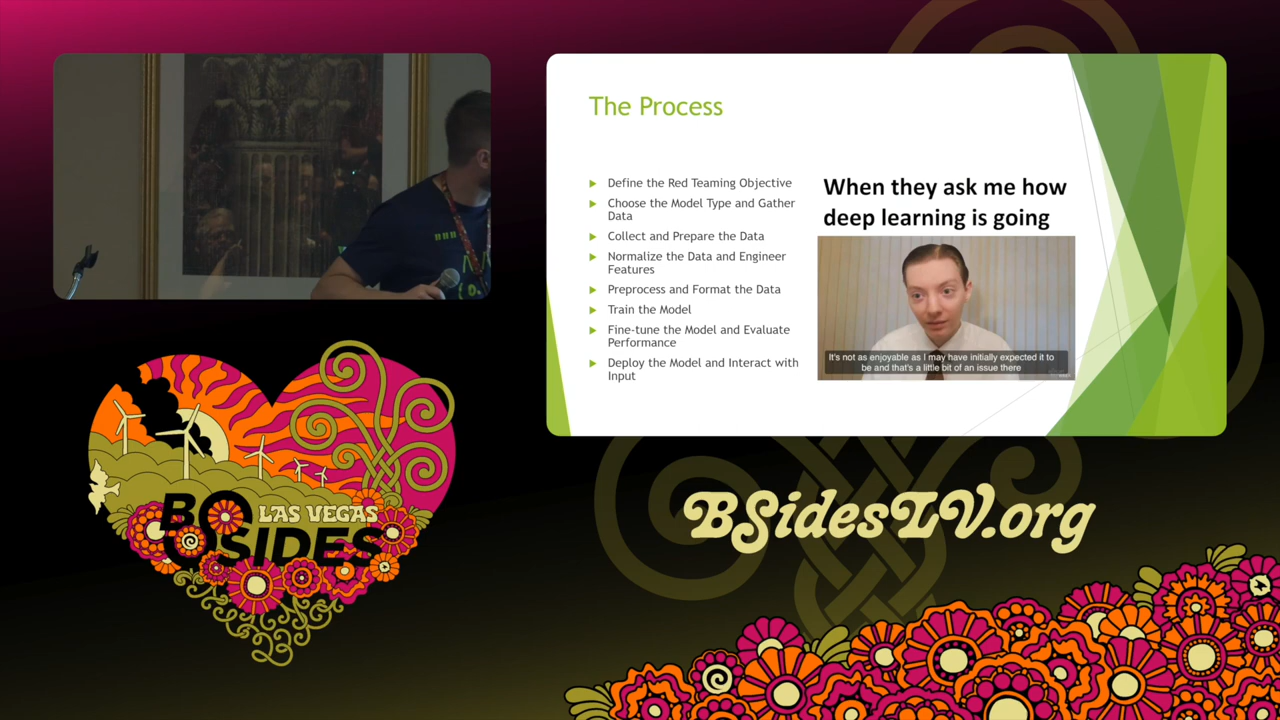 The Process
Define the Red Teaming Objective
Choose the Model Type and Gather
Data
Collect and Prepare the Data
Normalize the Data and Engineer
Features
Preprocess and Format the Data
Train the Model
Fine-tune the Model and Evaluate
Performance
Deploy the Model and Interact with
Input
When they ask me how
deep learning is going
It's not as enjoyable as I may have initially expected it to
be and that's a little bit of an issue there
BSIDES
LAS VEGAS
23
BSidesLV.org